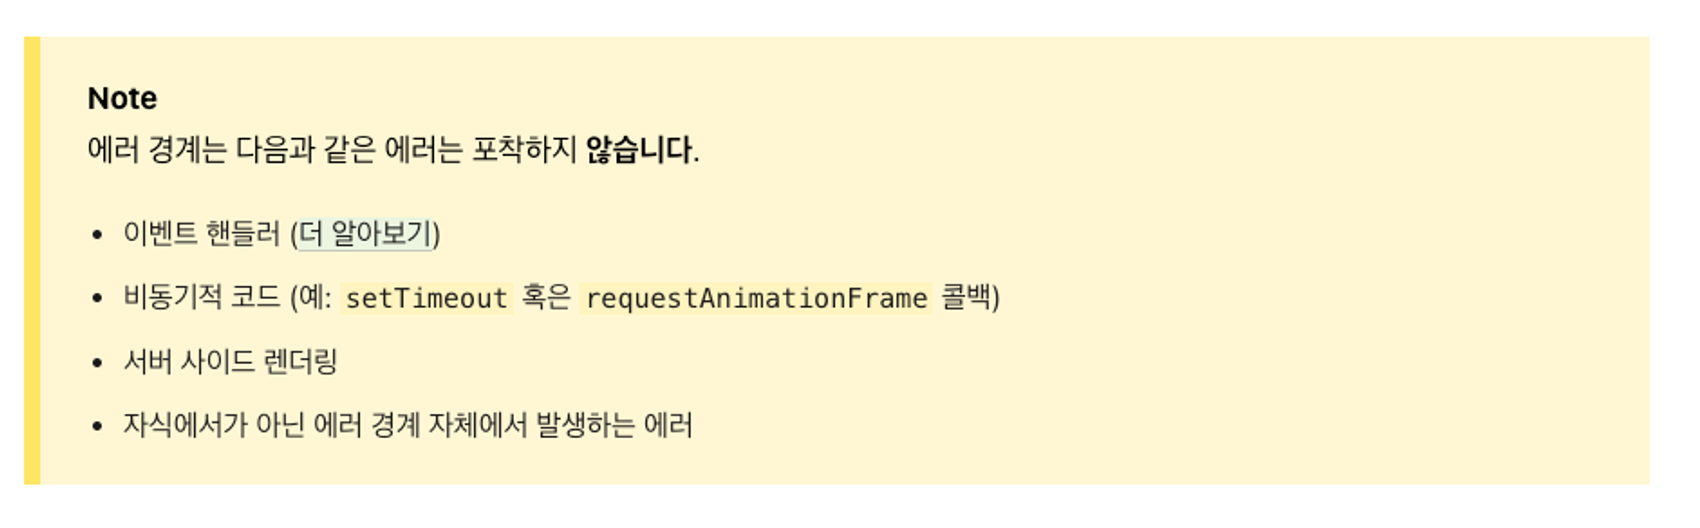 Note
에러 경계는 다음과 같은 에러는 포착하지 않습니다.
• 이벤트 핸들러 (더 알아보기)
• 비동기적 코드 (예: setTimeout 혹은 requestAnimationFrame 콜백)
• 서버 사이드 렌더링
• 자식에서가 아닌 에러 경계 자체에서 발생하는 에러